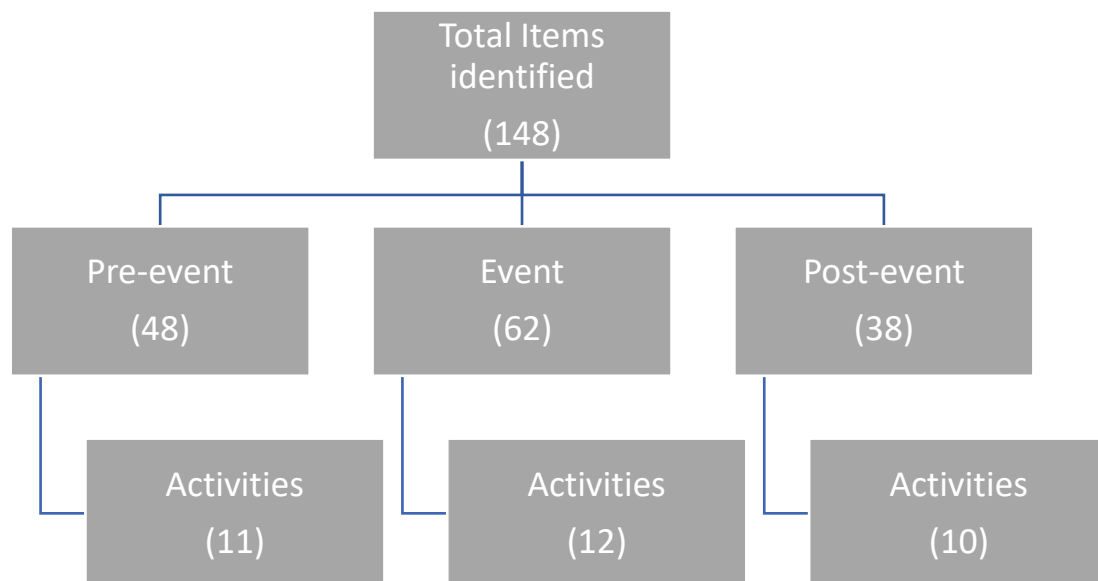 Total Items
identified
(148)
Pre-event
(48)
Event
(62)
Post-event
(38)
Activities
(11)
Activities
(12)
Activities
(10)